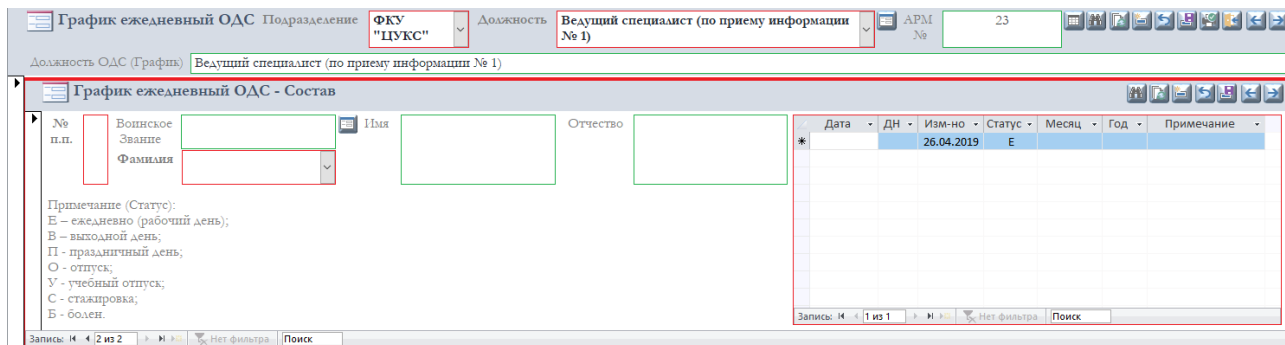 График ежедневный ОДС Подразделение ФКУ "ЦУКС" Должность Ведущий специалист (по приему информации № 1) АРМ № 23
Должность ОДС (График) Ведущий специалист (по приему информации № 1)
График ежедневный ОДС - Состав
№ п.п. Воинское Звание Имя Отчество
Фамилия
Дата ДН Изм-но Статус Месяц Год Примечание
26.04.2019 Е
Примечание (Статус):
Е – ежедневно (рабочий день);
В – выходной день;
П - праздничный день;
О - отпуск;
У - учебный отпуск;
С - стажировка;
Б - болен.
Запись: 1 из 1 Нет фильтра Поиск
Запись: 2 из 2 Нет фильтра Поиск